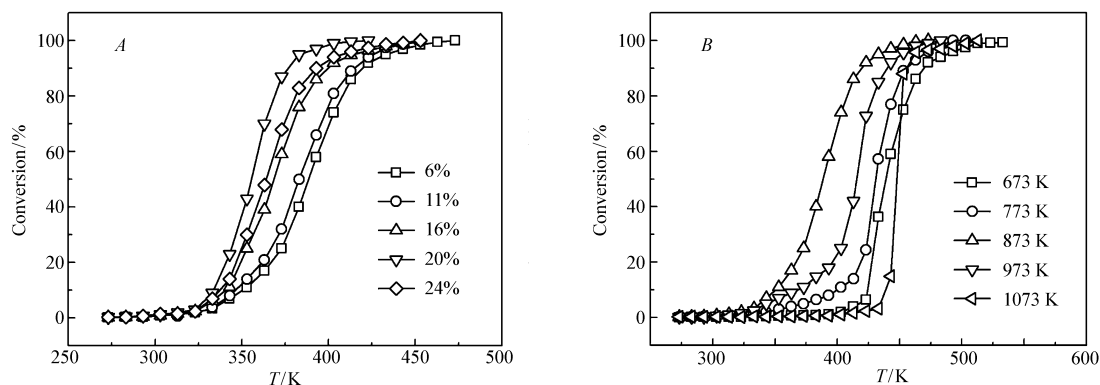 A
100
80
60
40
20
0
Conversion/%
6%
11%
16%
20%
24%
250 300 350 400 450 500
T/K
B
100
80
60
40
20
0
Conversion/%
673 K
773 K
873 K
973 K
1073 K
300 400 500 600
T/K